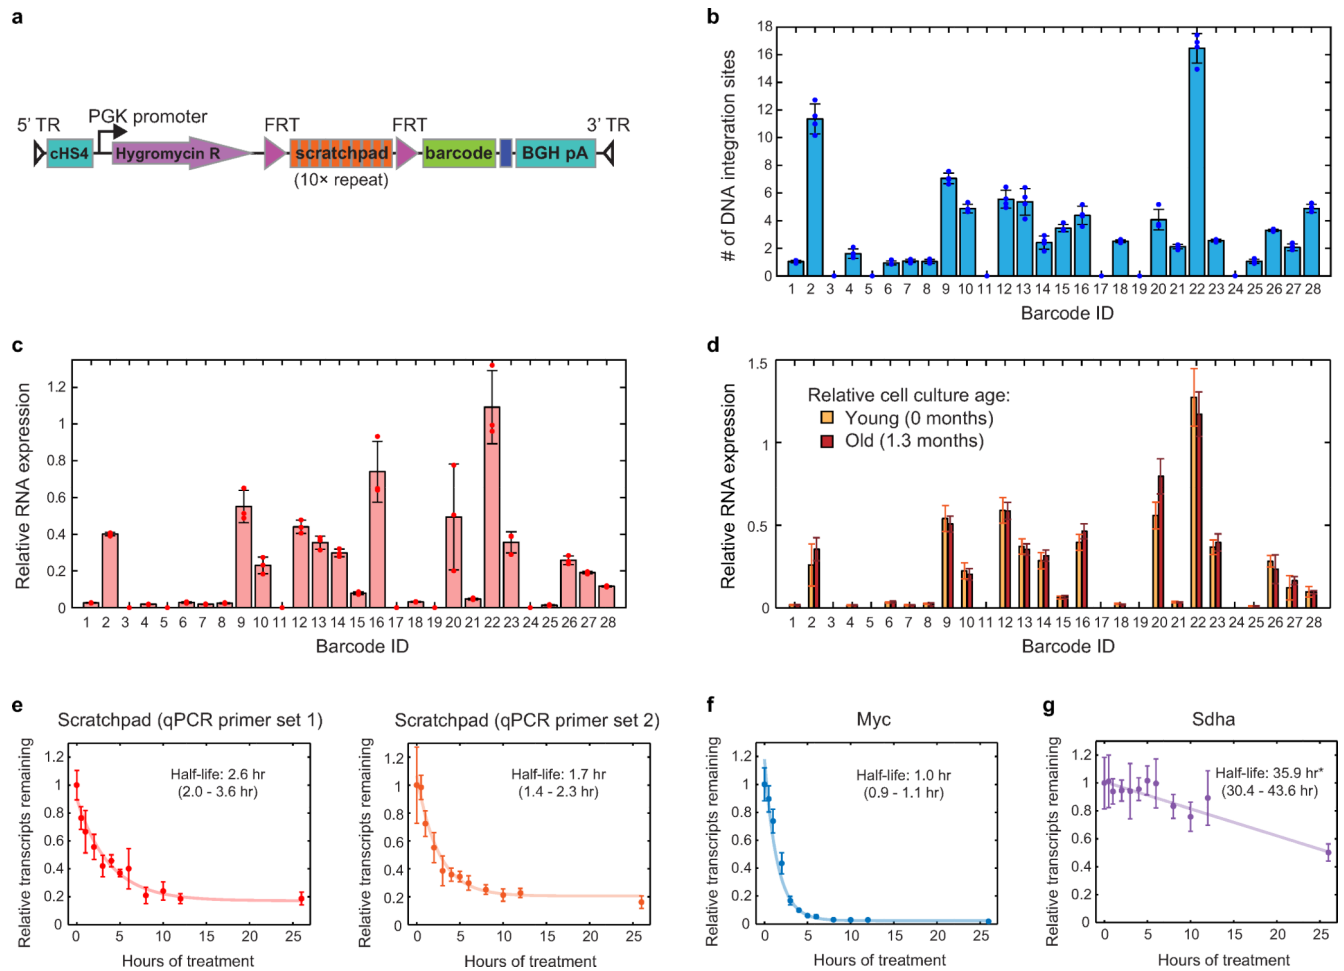 a
5' TR
PGK promoter
FRT
FRT
3' TR
cHS4
Hygromycin R
scratchpad
barcode
BGH pA
(10× repeat)
b
# of DNA integration sites
18
16
14
12
10
8
6
4
2
0
1 2 3 4 5 6 7 8 9 10 11 12 13 14 15 16 17 18 19 20 21 22 23 24 25 26 27 28
Barcode ID
c
Relative RNA expression
1.2
1
0.8
0.6
0.4
0.2
0
1 2 3 4 5 6 7 8 9 10 11 12 13 14 15 16 17 18 19 20 21 22 23 24 25 26 27 28
Barcode ID
d
Relative RNA expression
1.5
1
0.5
0
Relative cell culture age:
Young (0 months)
Old (1.3 months)
1 2 3 4 5 6 7 8 9 10 11 12 13 14 15 16 17 18 19 20 21 22 23 24 25 26 27 28
Barcode ID
e
Scratchpad (qPCR primer set 1)
Relative transcripts remaining
1.2
1
0.8
0.6
0.4
0.2
0
Half-life: 2.6 hr
(2.0 - 3.6 hr)
0 5 10 15 20 25
Hours of treatment
Scratchpad (qPCR primer set 2)
Relative transcripts remaining
1.2
1
0.8
0.6
0.4
0.2
0
Half-life: 1.7 hr
(1.4 - 2.3 hr)
0 5 10 15 20 25
Hours of treatment
f
Myc
Relative transcripts remaining
1.2
1
0.8
0.6
0.4
0.2
0
Half-life: 1.0 hr
(0.9 - 1.1 hr)
0 5 10 15 20 25
Hours of treatment
g
Sdha
Relative transcripts remaining
1.2
1
0.8
0.6
0.4
0.2
0
Half-life: 35.9 hr*
(30.4 - 43.6 hr)
0 5 10 15 20 25
Hours of treatment